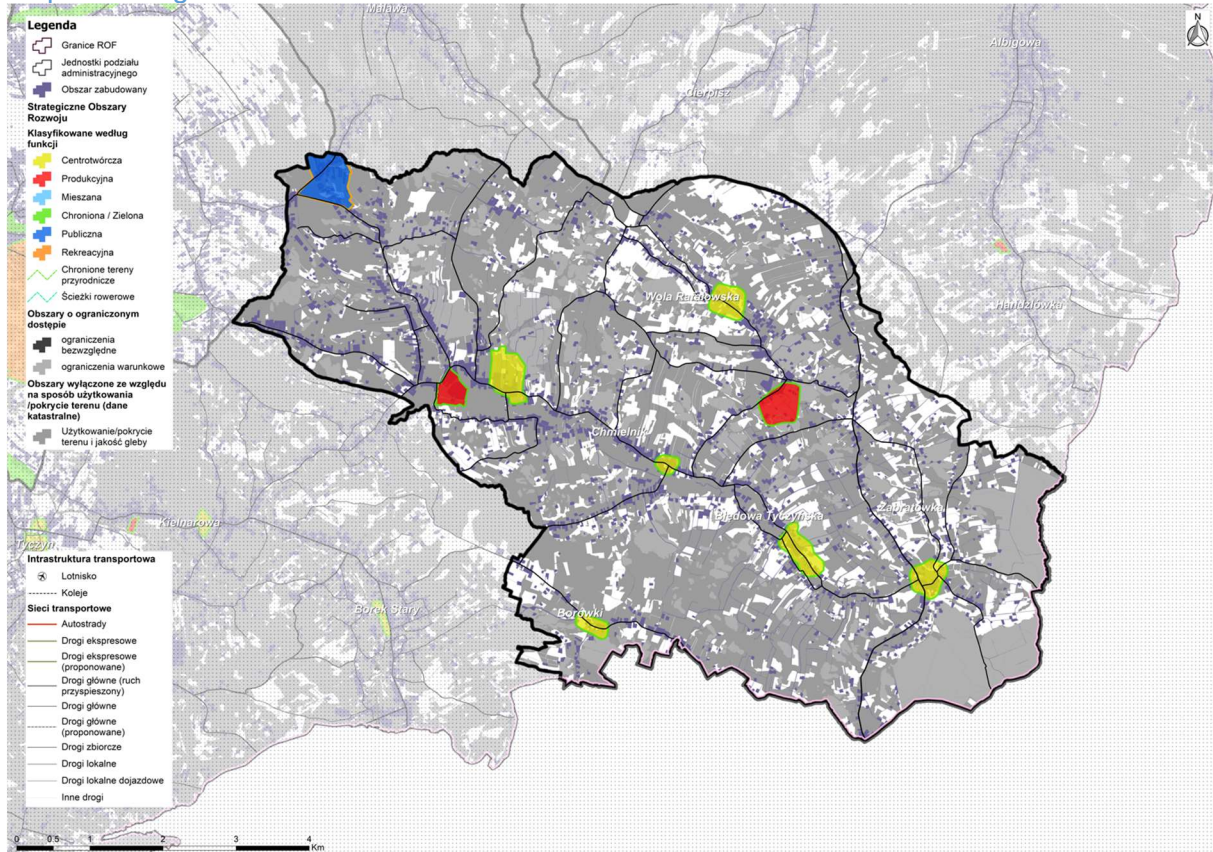 Legenda
Granice ROF
Jednostki podziału
administracyjnego
Obszar zabudowany
Strategiczne Obszary
Rozwoju
Klasyfikowane według
funkcji
Centrotwórcza
Produkcyjna
Mieszana
Chroniona / Zielona
Publiczna
Rekreacyjna
Chronione tereny
przyrodnicze
Ścieżki rowerowe
Obszary o ograniczonym
dostępie
ograniczenia
bezwzględne
ograniczenia warunkowe
Obszary wyłączone ze względu
na sposób użytkowania
/pokrycie terenu (dane
katastralne)
Użytkowanie/pokrycie
terenu i jakość gleby
Intrastruktura transportowa
Lotnisko
Koleje
Sieci transportowe
Autostrady
Drogi ekspresowe
Drogi ekspresowe
(proponowane)
Drogi główne (ruch
przyspieszony)
Drogi główne
Drogi główne
(proponowane)
Drogi zbiorcze
Drogi lokalne
Drogi lokalne dojazdowe
Inne drogi
0 0.5 1 2 3 4
Km
N
Malawa
Albigowa
Cierpisz
Wola Rafałowska
Handzlówka
Chmielnik
Kielnarowa
Tyczyn
Błędowa Tyczyńska
Zabratówka
Borek Stary
Borówki